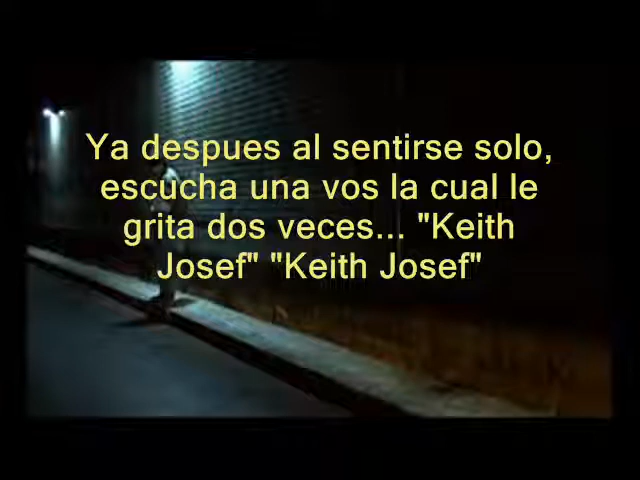 Ya despues al sentirse solo,
escucha una vos la cual le
grita dos veces... "Keith
Josef" "Keith Josef"